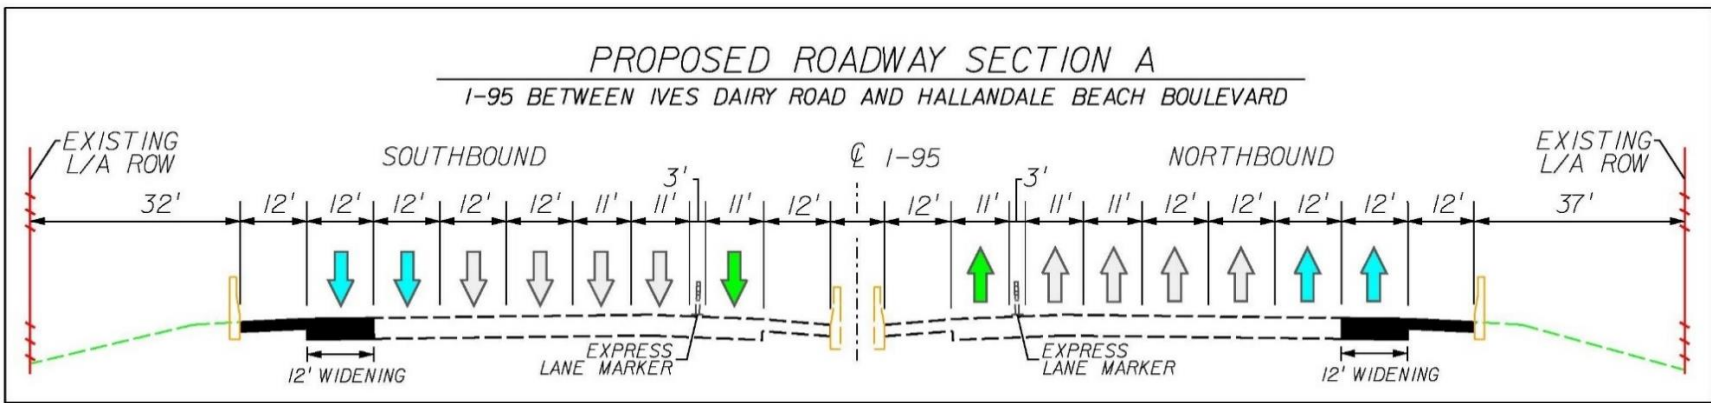 PROPOSED ROADWAY SECTION A
I-95 BETWEEN IVES DAIRY ROAD AND HALLANDALE BEACH BOULEVARD
EXISTING
L/A ROW
SOUTHBOUND
℄ I-95
NORTHBOUND
EXISTING
L/A ROW
3'
3'
32' 12' 12' 12' 12' 12' 11' 11' 11' 12' 12' 11' 11' 11' 12' 12' 12' 12' 12' 37'
EXPRESS
LANE MARKER
EXPRESS
LANE MARKER
12' WIDENING
12' WIDENING